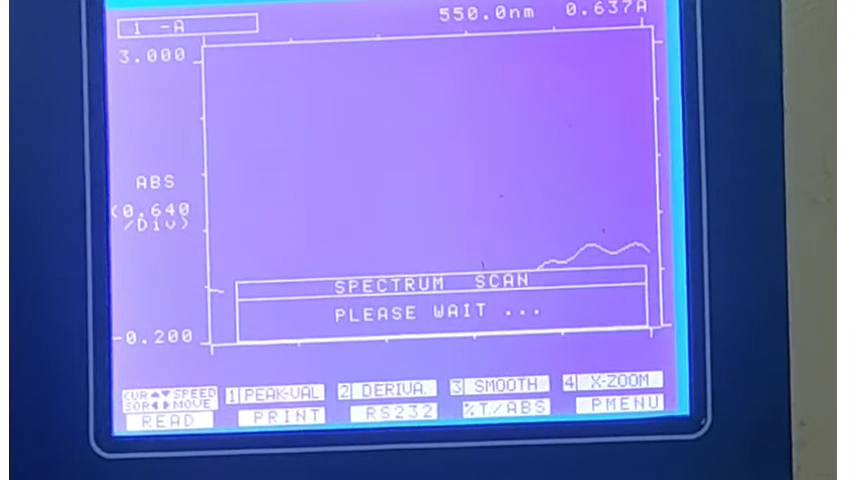 1 -A
550.0nm 0.637A
3.000
ABS
(0.640
/Div)
SPECTRUM SCAN
PLEASE WAIT ...
-0.200
CUR▲▼SPEED
SOR◀▶MOVE
1 PEAK-VAL
2 DERIVA.
3 SMOOTH
4 X-ZOOM
READ
PRINT
RS232
%T/ABS
PMENU